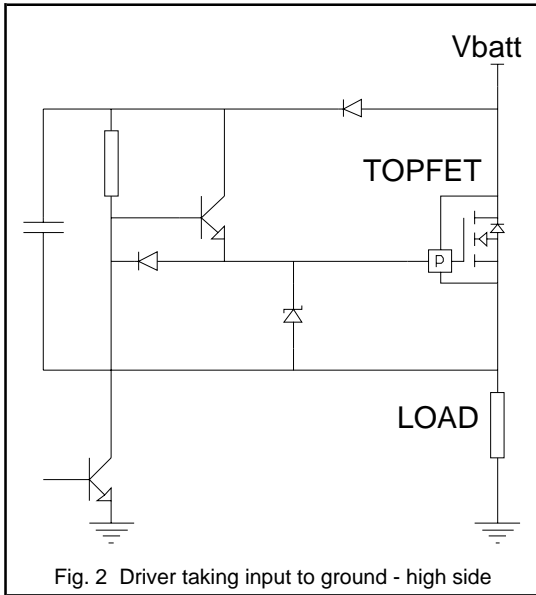 Vbatt
TOPFET
P
LOAD
Fig. 2 Driver taking input to ground - high side